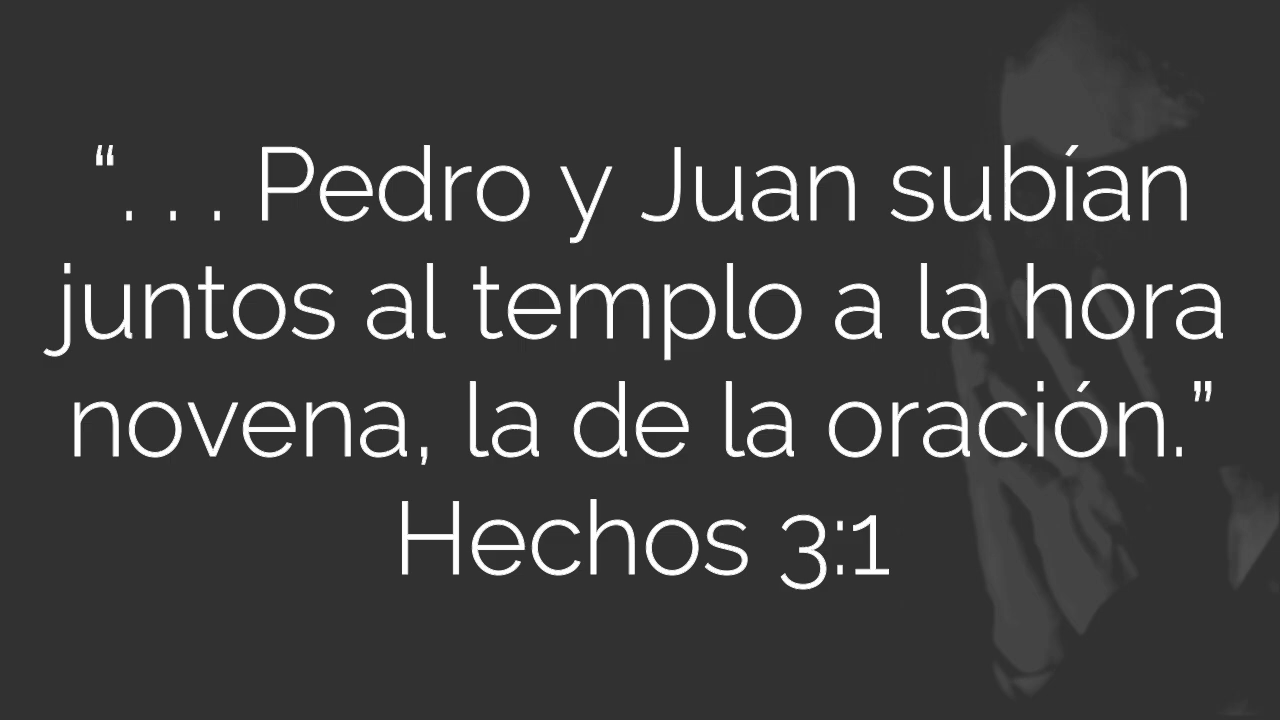 “. . . Pedro y Juan subían
juntos al templo a la hora
novena, la de la oración.”
Hechos 3:1